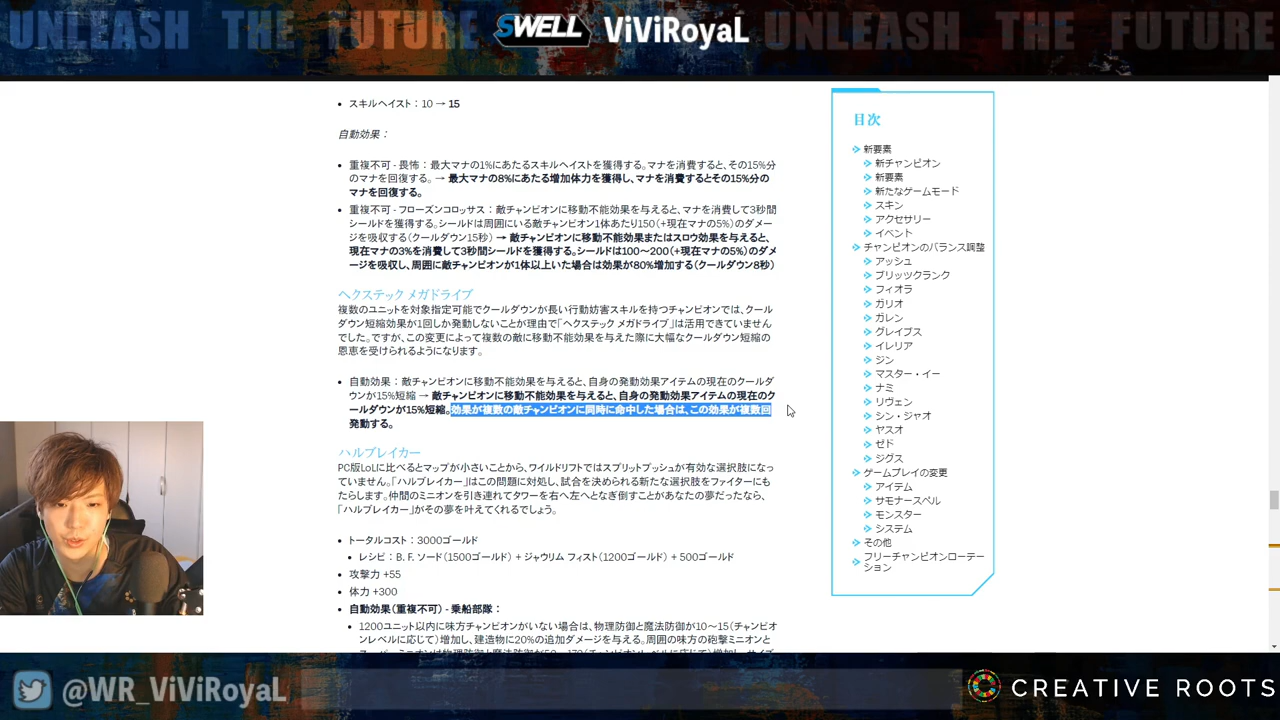 UNLEASH THE FUTURE SWELL ViViRoyaL UNLEASH THE FUTUR
スキルヘイスト：10 → 15
自動効果：
重複不可 - 畏怖：最大マナの1%にあたるスキルヘイストを獲得する。マナを消費すると、その15%分
のマナを回復する。 → 最大マナの8%にあたる増加体力を獲得し、マナを消費するとその15%分の
マナを回復する。
重複不可 - フローズンコロッサス：敵チャンピオンに移動不能効果を与えると、マナを消費して3秒間
シールドを獲得する。シールドは周囲にいる敵チャンピオン1体あたり150（+現在マナの5%）のダメー
ジを吸収する（クールダウン15秒） → 敵チャンピオンに移動不能効果またはスロウ効果を与えると、
現在マナの3%を消費して3秒間シールドを獲得する。シールドは100～200（+現在マナの5%）のダメ
ージを吸収し、周囲に敵チャンピオンが1体以上いた場合は効果が80%増加する（クールダウン8秒）
ヘクステック メガドライブ
複数のユニットを対象指定可能でクールダウンが長い行動妨害スキルを持つチャンピオンでは、クール
ダウン短縮効果が1回しか発動しないことが理由で「ヘクステック メガドライブ」は活用できていません
でした。ですが、この変更によって複数の敵に移動不能効果を与えた際に大幅なクールダウン短縮の
恩恵を受けられるようになります。
自動効果：敵チャンピオンに移動不能効果を与えると、自身の発動効果アイテムの現在のクールダ
ウンが15%短縮 → 敵チャンピオンに移動不能効果を与えると、自身の発動効果アイテムの現在のク
ールダウンが15%短縮。効果が複数の敵チャンピオンに同時に命中した場合は、この効果が複数回
発動する。
ハルブレイカー
PC版LoLに比べるとマップが小さいことから、ワイルドリフトではスプリットプッシュが有効な選択肢になっ
ていません。「ハルブレイカー」はこの問題に対処し、試合を決められる新たな選択肢をファイターにも
たらします。仲間のミニオンを引き連れてタワーを右へ左へとなぎ倒すことがあなたの夢だったなら、
「ハルブレイカー」がその夢を叶えてくれるでしょう。
トータルコスト：3000ゴールド
レシピ：B. F. ソード（1500ゴールド） + ジャウリム フィスト（1200ゴールド） + 500ゴールド
攻撃力 +55
体力 +300
自動効果（重複不可） - 乗船部隊：
1200ユニット以内に味方チャンピオンがいない場合は、物理防御と魔法防御が10～15（チャンピオ
ンレベルに応じて）増加し、建造物に20%の追加ダメージを与える。周囲の味方の砲撃ミニオンと
目次
新要素
新チャンピオン
新要素
新たなゲームモード
スキン
アクセサリー
イベント
チャンピオンのバランス調整
アッシュ
ブリッツクランク
フィオラ
ガリオ
ガレン
グレイブス
イレリア
ジン
マスター・イー
ナミ
リヴェン
シン・ジャオ
ヤスオ
ゼド
ジグス
ゲームプレイの変更
アイテム
サモナースペル
モンスター
システム
その他
フリーチャンピオンローテー
ション
@WR_ViViRoyaL
CREATIVE ROOTS